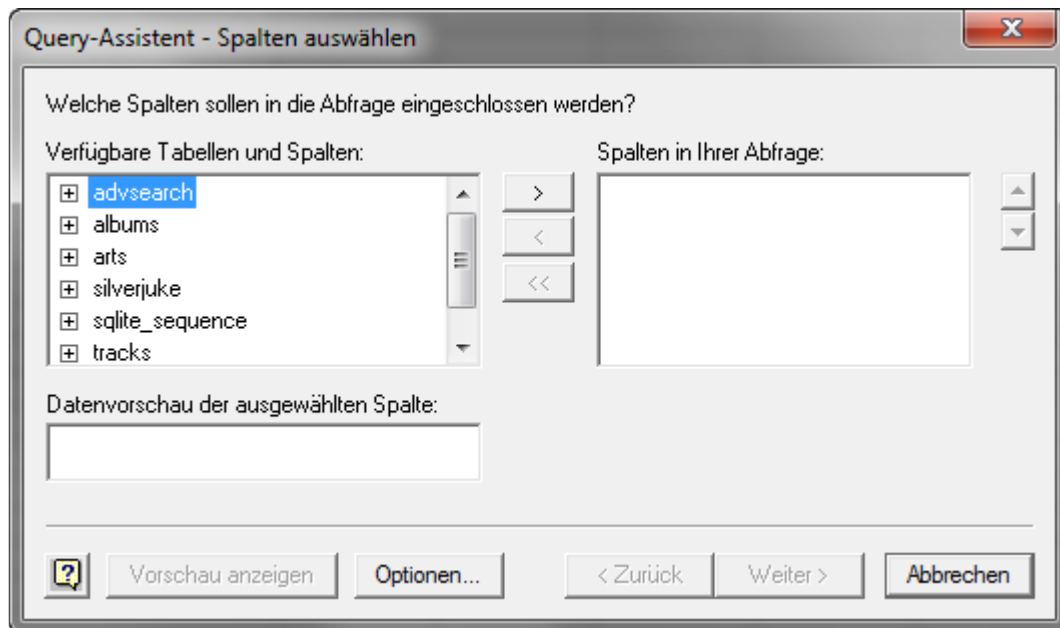 Query-Assistent - Spalten auswählen
Welche Spalten sollen in die Abfrage eingeschlossen werden?
Verfügbare Tabellen und Spalten:
Spalten in Ihrer Abfrage:
advsearch
albums
arts
silverjuke
sqlite_sequence
tracks
>
<
<<
Datenvorschau der ausgewählten Spalte:
Vorschau anzeigen
Optionen...
< Zurück
Weiter >
Abbrechen